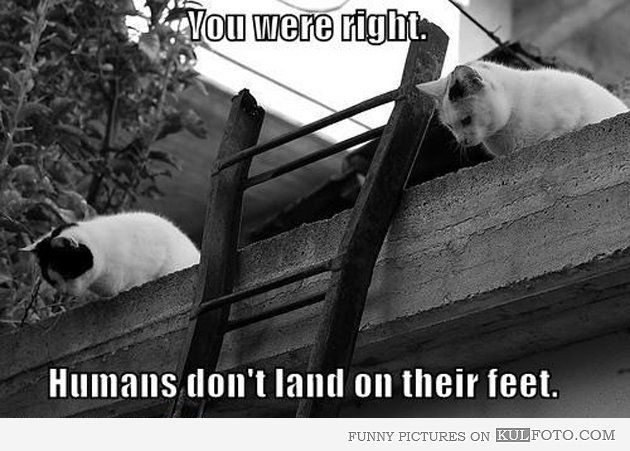 You were right.
Humans don't land on their feet.
FUNNY PICTURES ON KULFOTO.COM